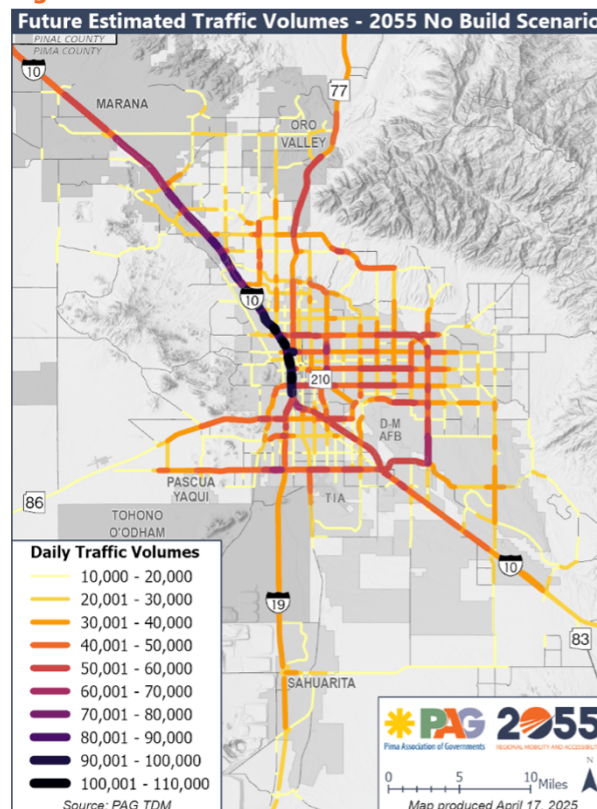 Future Estimated Traffic Volumes - 2055 No Build Scenario
PINAL COUNTY
PIMA COUNTY
10
MARANA
77
ORO
VALLEY
10
210
D-M
AFB
PASCUA
YAQUI
TIA
86
TOHONO
O'ODHAM
10
19
83
SAHUARITA
Daily Traffic Volumes
10,000 - 20,000
20,001 - 30,000
30,001 - 40,000
40,001 - 50,000
50,001 - 60,000
60,001 - 70,000
70,001 - 80,000
80,001 - 90,000
90,001 - 100,000
100,001 - 110,000
Source: PAG TDM
PAG
Pima Association of Governments
2055
REGIONAL MOBILITY AND ACCESSIBILITY
N
0 5 10 Miles
Map produced April 17, 2025